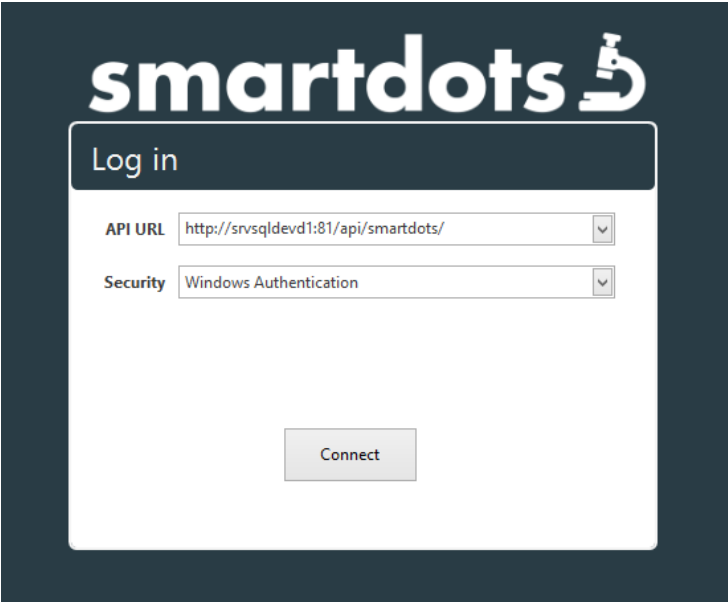 smartdots
Log in
API URL http://srvsqldevd1:81/api/smartdots/
Security Windows Authentication
Connect